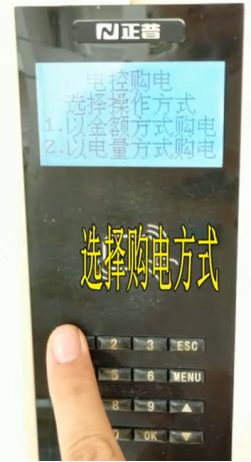 正普
电控购电
选择操作方式
1.以金额方式购电
2.以电量方式购电
选择购电方式
2 3 ESC
5 6 MENU
8 9
OK